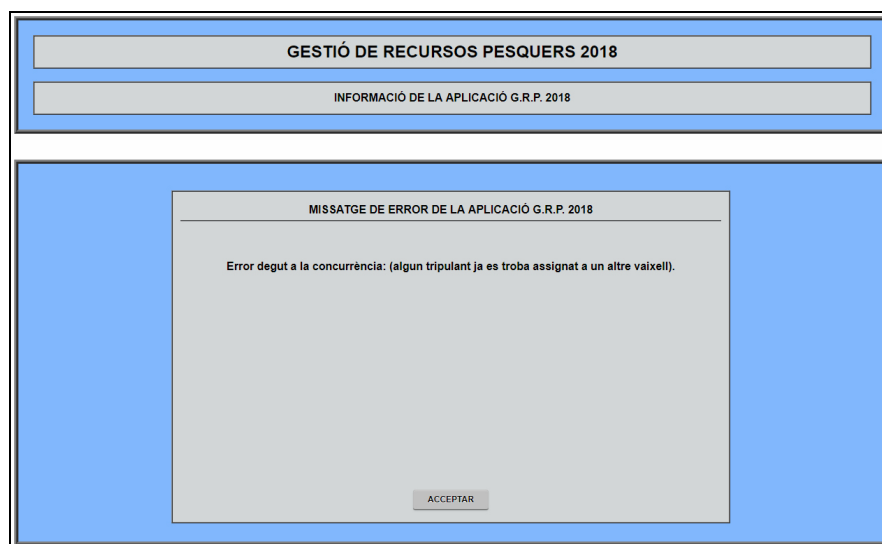 GESTIÓ DE RECURSOS PESQUERS 2018
INFORMACIÓ DE LA APLICACIÓ G.R.P. 2018
MISSATGE DE ERROR DE LA APLICACIÓ G.R.P. 2018
Error degut a la concurrència: (algun tripulant ja es troba assignat a un altre vaixell).
ACCEPTAR